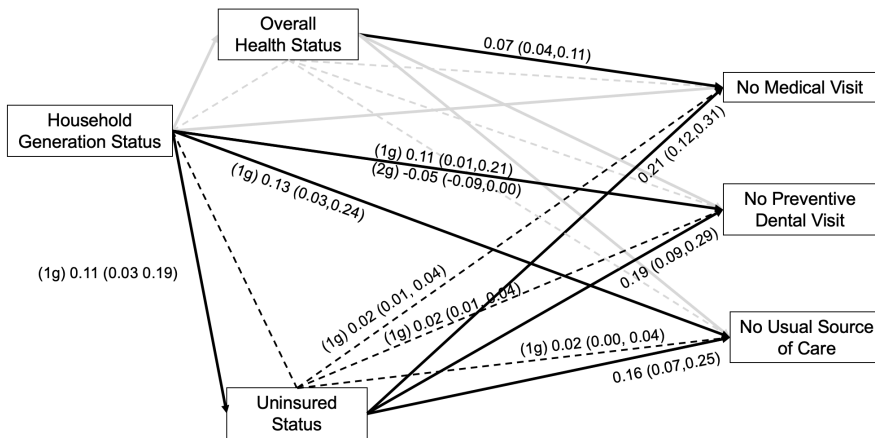 Overall
Health Status
0.07 (0.04,0.11)
No Medical Visit
Household
Generation Status
(1g) 0.11 (0.01,0.21)
(2g) -0.05 (-0.09,0.00)
0.21 (0.12,0.31)
(1g) 0.13 (0.03,0.24)
No Preventive
Dental Visit
0.19 (0.09,0.29)
(1g) 0.11 (0.03 0.19)
(1g) 0.02 (0.01, 0.04)
(1g) 0.02 (0.01, 0.04)
No Usual Source
of Care
(1g) 0.02 (0.00, 0.04)
0.16 (0.07,0.25)
Uninsured
Status